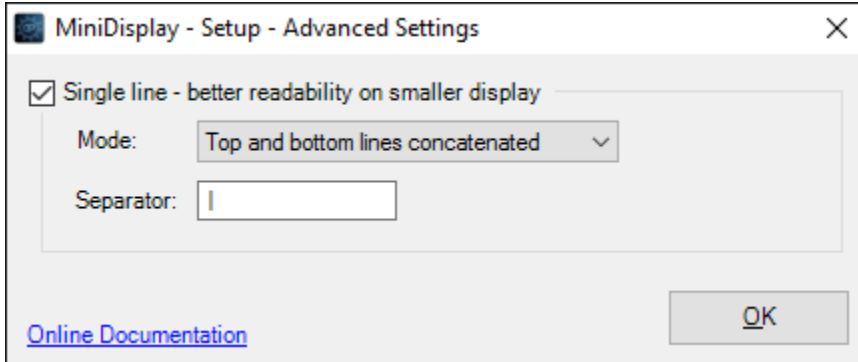 MiniDisplay - Setup - Advanced Settings
Single line - better readability on smaller display
Mode: Top and bottom lines concatenated
Separator: |
Online Documentation
OK